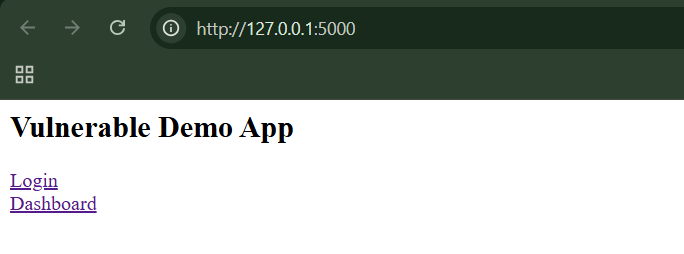 http://127.0.0.1:5000
Vulnerable Demo App
Login
Dashboard